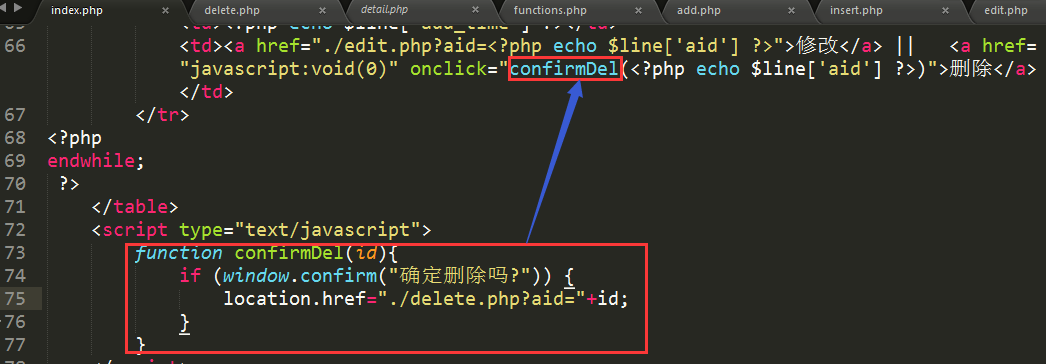 index.php × delete.php × detail.php × functions.php × add.php × insert.php × edit.php
66 <td><a href="./edit.php?aid=<?php echo $line['aid'] ?>">修改</a> || <a href=
"javascript:void(0)" onclick="confirmDel(<?php echo $line['aid'] ?>)">删除</a>
</td>
67 </tr>
68 <?php
69 endwhile;
70 ?>
71 </table>
72 <script type="text/javascript">
73 function confirmDel(id){
74 if (window.confirm("确定删除吗?")) {
75 location.href="./delete.php?aid="+id;
76 }
77 }